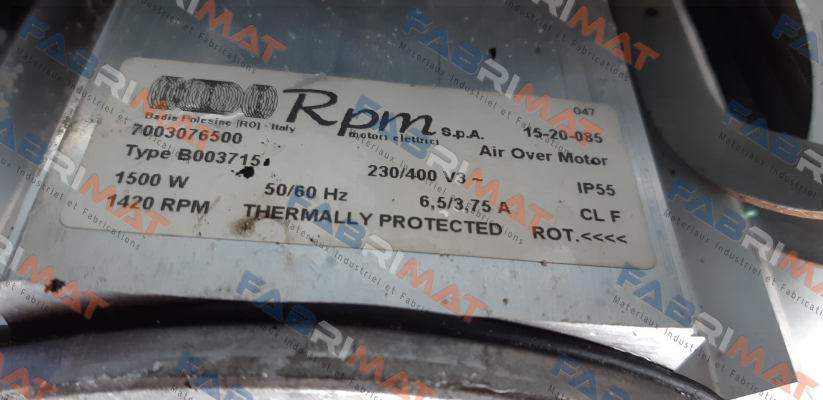 Rpm S.p.A.
motori elettrici
Badia Polesine (RO) - Italy
047
15-20-085
7003076500
Air Over Motor
Type B003715
230/400 V3 ~
IP55
1500 W
50/60 Hz
6,5/3,75 A
CL F
1420 RPM
THERMALLY PROTECTED
ROT.<<<<
FABRIMAT
Materiaux Industriel et Fabrications